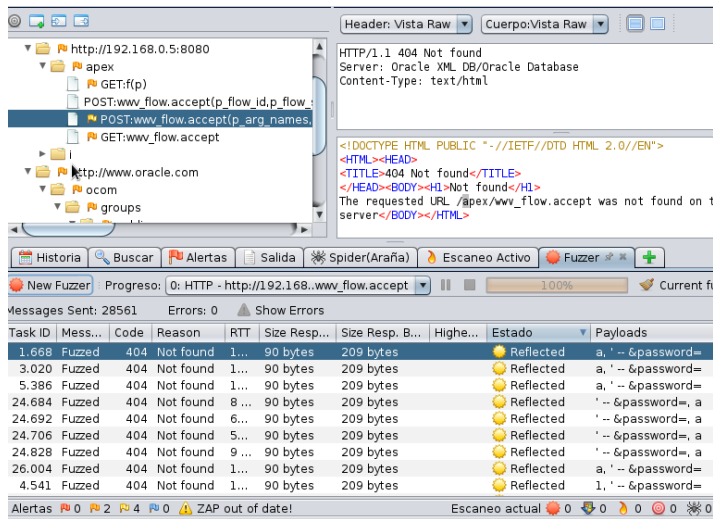 http://192.168.0.5:8080
apex
GET:f(p)
POST:wwv_flow.accept(p_flow_id,p_flow_s
POST:wwv_flow.accept(p_arg_names,
GET:wwv_flow.accept
i
http://www.oracle.com
ocom
groups
Header: Vista Raw
Cuerpo:Vista Raw
HTTP/1.1 404 Not found
Server: Oracle XML DB/Oracle Database
Content-Type: text/html
<!DOCTYPE HTML PUBLIC "-//IETF//DTD HTML 2.0//EN">
<HTML><HEAD>
<TITLE>404 Not found</TITLE>
</HEAD><BODY><H1>Not found</H1>
The requested URL /apex/wwv_flow.accept was not found on t
server</BODY></HTML>
Historia Buscar Alertas Salida Spider(Araña) Escaneo Activo Fuzzer
New Fuzzer Progreso: 0: HTTP - http://192.168..wwv_flow.accept 100% Current fu
Messages Sent: 28561 Errors: 0 Show Errors
Task ID Mess... Code Reason RTT Size Resp... Size Resp. B... Highe... Estado Payloads
1.668 Fuzzed 404 Not found 1... 90 bytes 209 bytes Reflected a, ' -- &password=
3.020 Fuzzed 404 Not found 1... 90 bytes 209 bytes Reflected a, ' -- &password=
5.386 Fuzzed 404 Not found 1... 90 bytes 209 bytes Reflected a, ' -- &password=
24.684 Fuzzed 404 Not found 8 ... 90 bytes 209 bytes Reflected ' -- &password=, a
24.692 Fuzzed 404 Not found 6... 90 bytes 209 bytes Reflected ' -- &password=, a
24.706 Fuzzed 404 Not found 5... 90 bytes 209 bytes Reflected ' -- &password=, a
24.828 Fuzzed 404 Not found 9 ... 90 bytes 209 bytes Reflected ' -- &password=, a
26.004 Fuzzed 404 Not found 1... 90 bytes 209 bytes Reflected a, ' -- &password=
4.541 Fuzzed 404 Not found 1... 90 bytes 209 bytes Reflected 1, ' -- &password=
Alertas 0 2 4 0 ZAP out of date! Escaneo actual 0 0 0 0 0